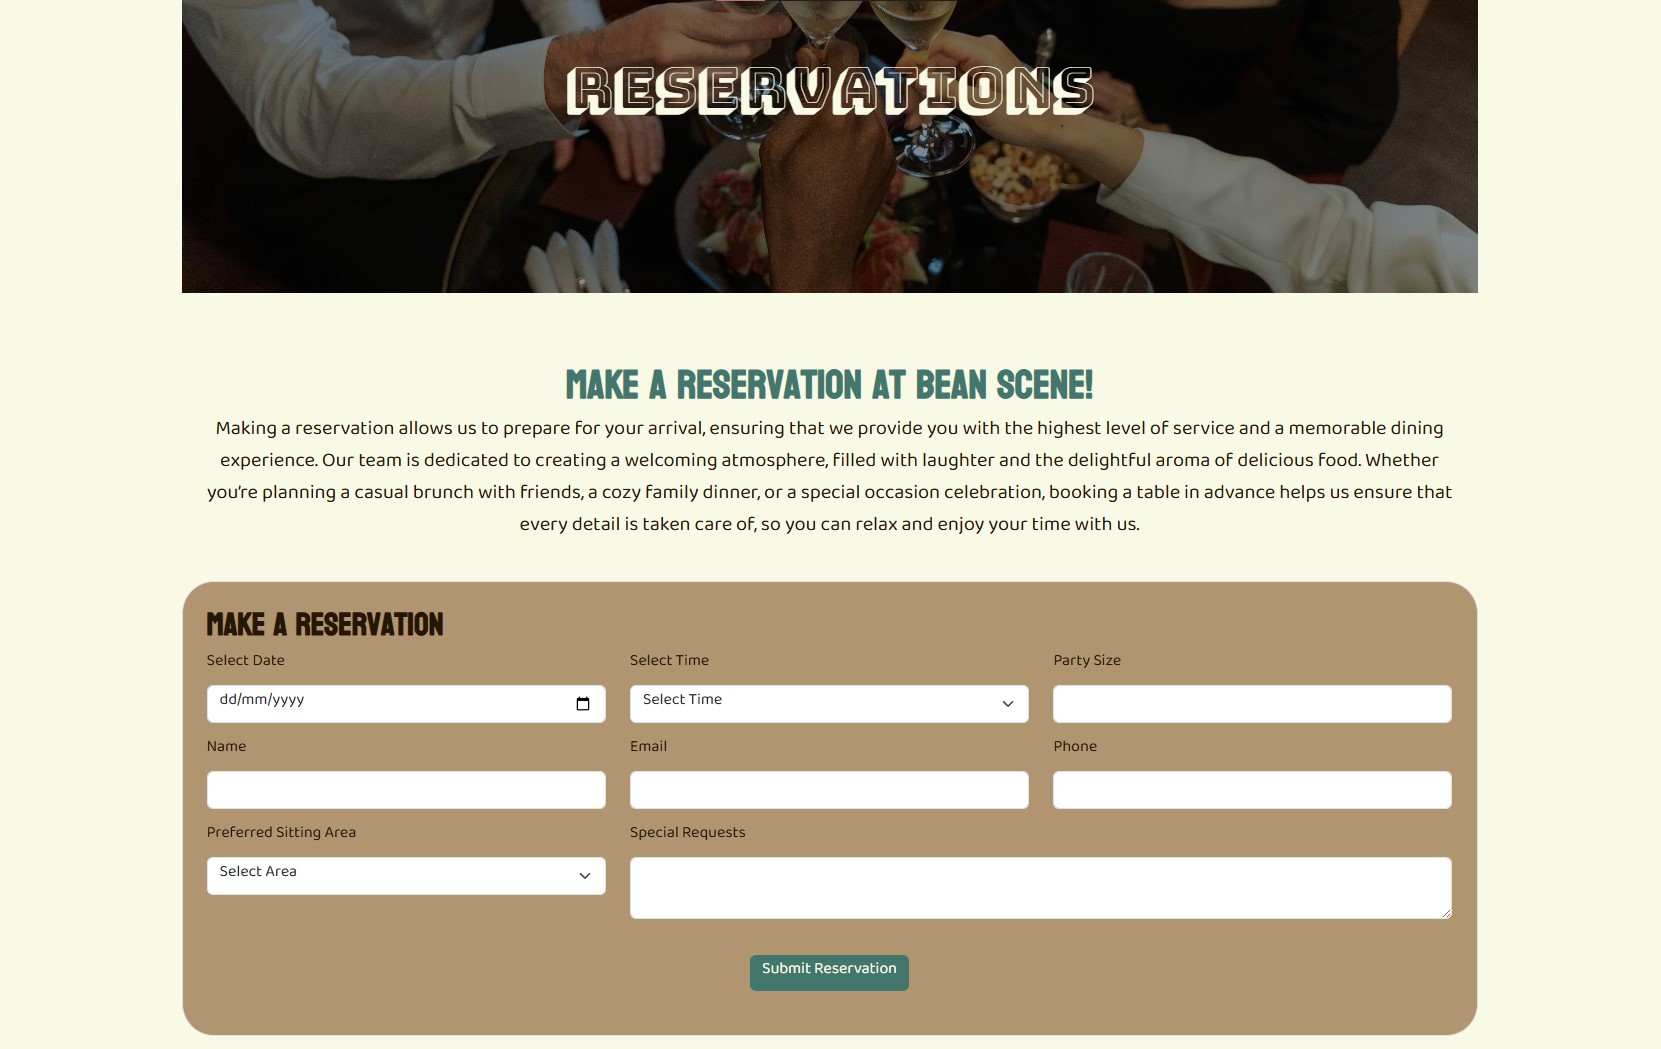 RESERVATIONS
MAKE A RESERVATION AT BEAN SCENE!
Making a reservation allows us to prepare for your arrival, ensuring that we provide you with the highest level of service and a memorable dining
experience. Our team is dedicated to creating a welcoming atmosphere, filled with laughter and the delightful aroma of delicious food. Whether
you're planning a casual brunch with friends, a cozy family dinner, or a special occasion celebration, booking a table in advance helps us ensure that
every detail is taken care of, so you can relax and enjoy your time with us.
MAKE A RESERVATION
Select Date
Select Time
Party Size
dd/mm/yyyy
Select Time
Name
Email
Phone
Preferred Sitting Area
Special Requests
Select Area
Submit Reservation